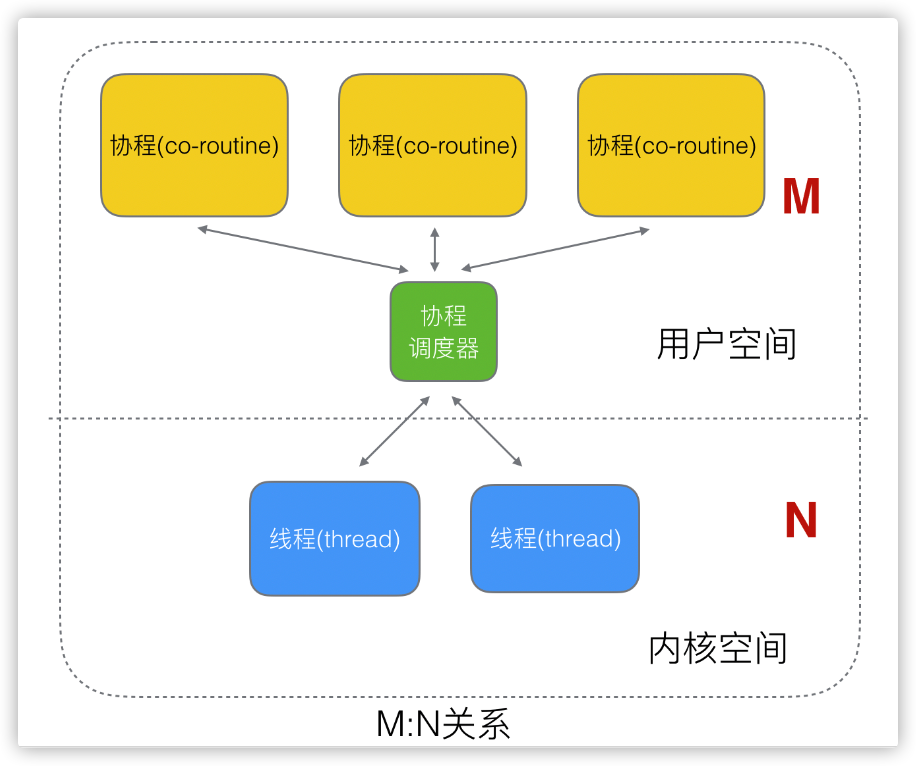 协程(co-routine)
协程(co-routine)
协程(co-routine)
M
协程
调度器
用户空间
线程(thread)
线程(thread)
N
内核空间
M:N关系